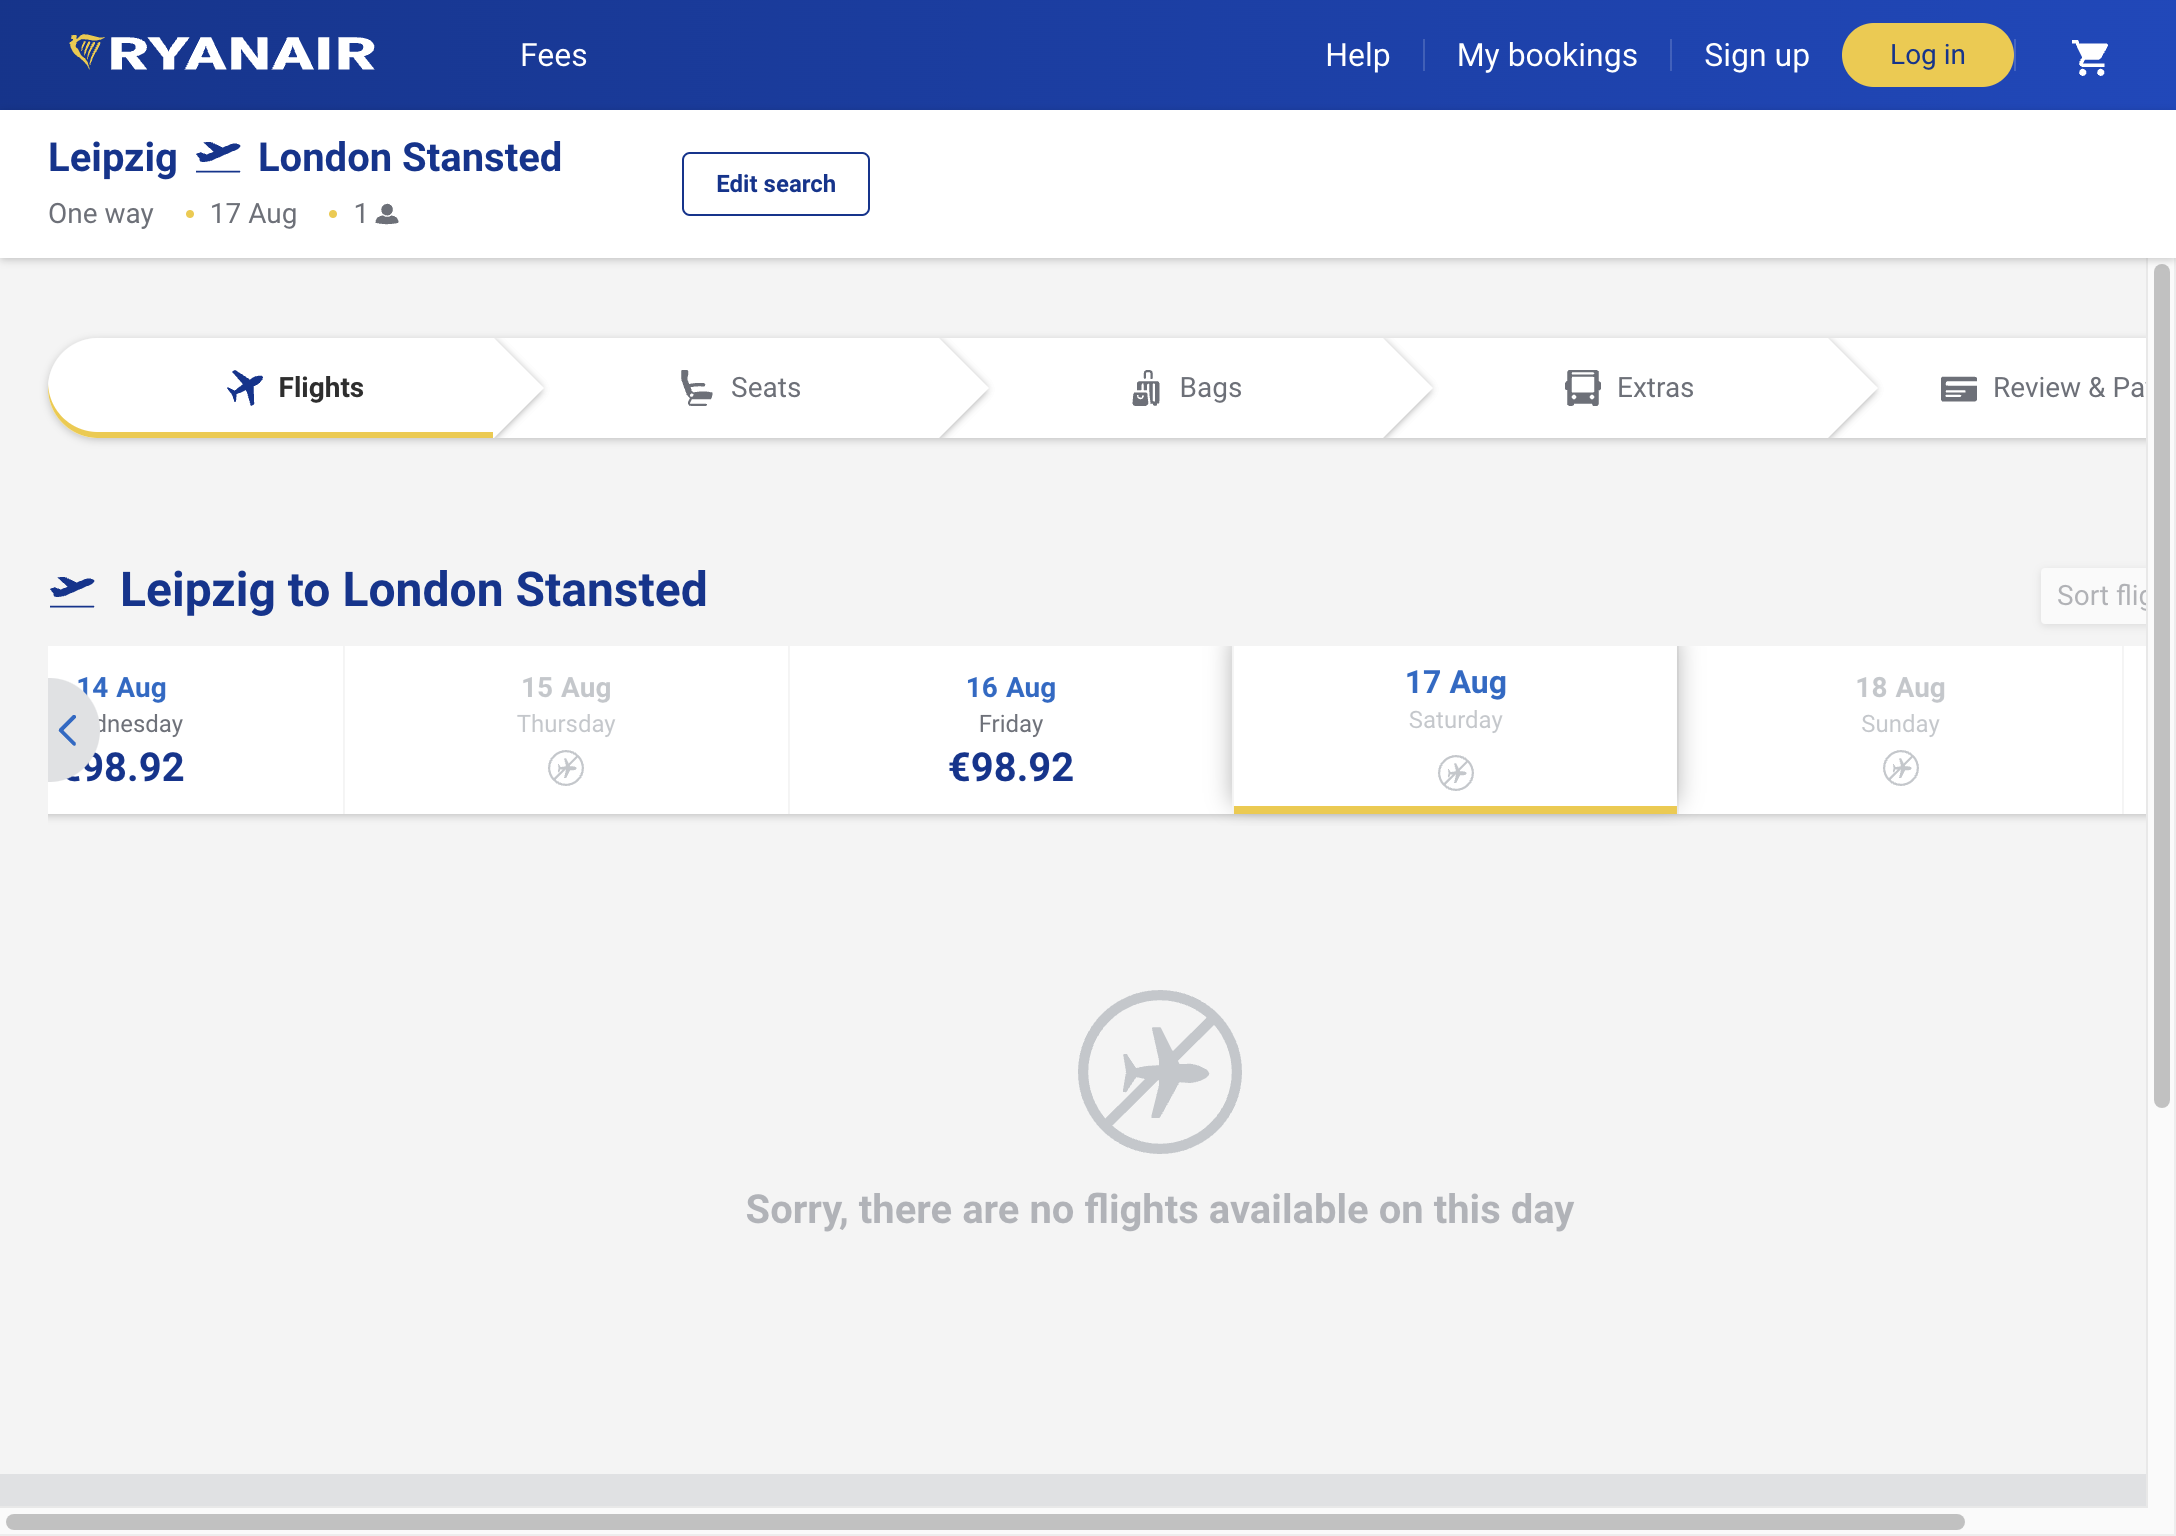 RYANAIR
Fees
Help
My bookings
Sign up
Log in
Leipzig London Stansted
One way • 17 Aug • 1
Edit search
Flights
Seats
Bags
Extras
Review & Pa
Leipzig to London Stansted
Sort flig
14 Aug
dnesday
€98.92
15 Aug
Thursday
16 Aug
Friday
€98.92
17 Aug
Saturday
18 Aug
Sunday
Sorry, there are no flights available on this day